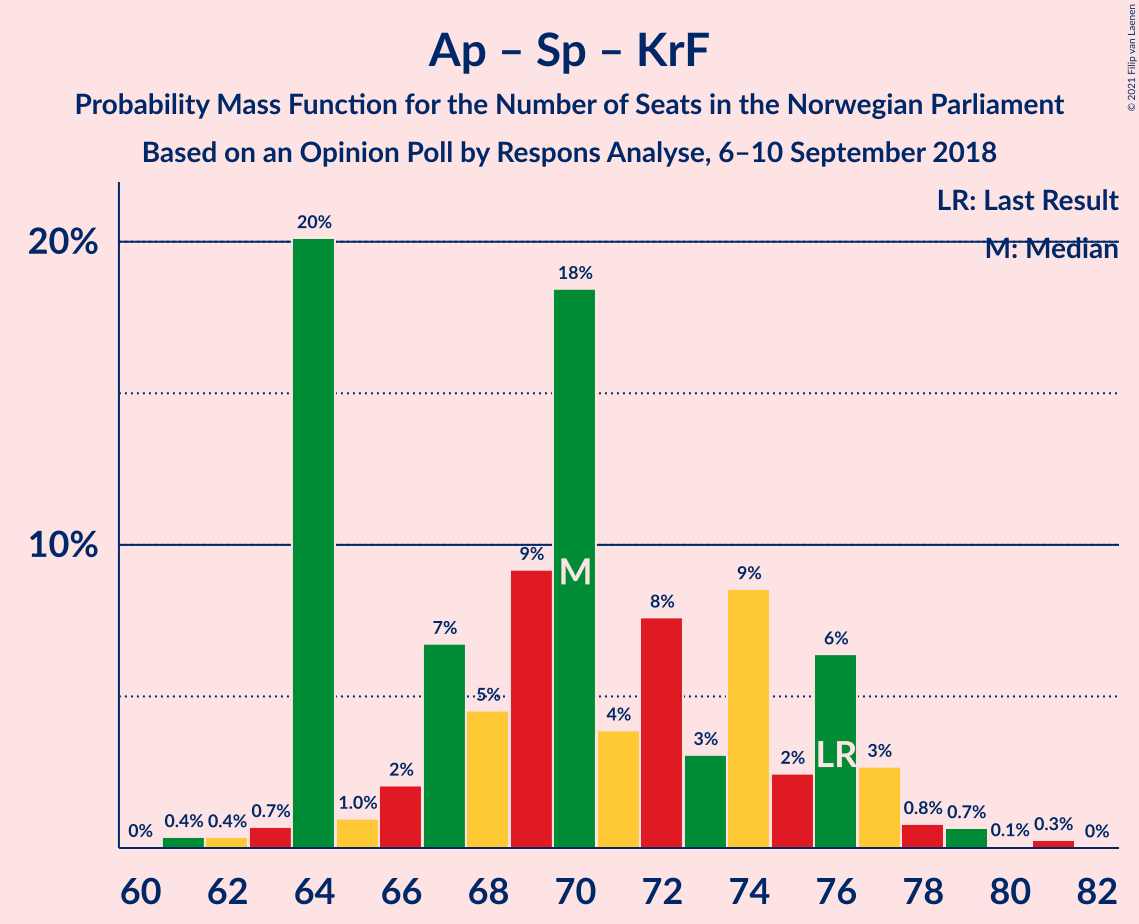 Ap – Sp – KrF
Probability Mass Function for the Number of Seats in the Norwegian Parliament
Based on an Opinion Poll by Respons Analyse, 6–10 September 2018
© 2021 Filip van Laenen
LR: Last Result
M: Median
20%
10%
0% 0.4% 0.4% 0.7% 20% 1.0% 2% 7% 5% 9% 18% 4% 8% 3% 9% 2% 6% 3% 0.8% 0.7% 0.1% 0.3% 0%
M
LR
60 62 64 66 68 70 72 74 76 78 80 82